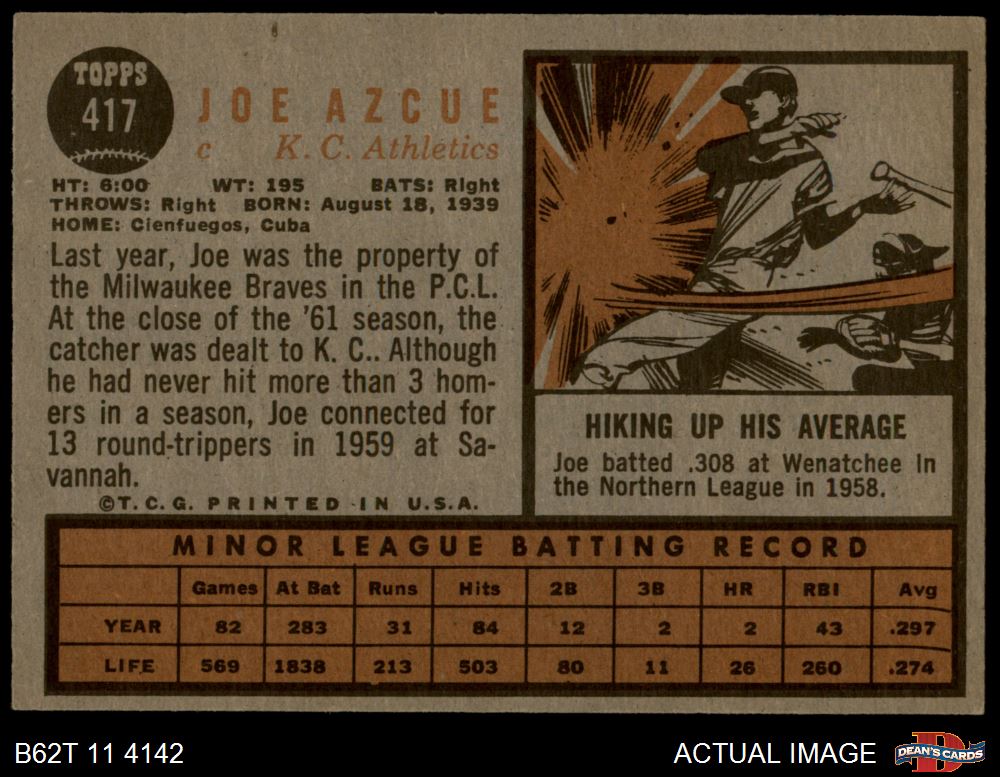 TOPPS
417
JOE AZCUE
c K. C. Athletics
HT: 6:00 WT: 195 BATS: Right
THROWS: Right BORN: August 18, 1939
HOME: Cienfuegos, Cuba
Last year, Joe was the property of
the Milwaukee Braves in the P.C.L.
At the close of the '61 season, the
catcher was dealt to K. C.. Although
he had never hit more than 3 hom-
ers in a season, Joe connected for
13 round-trippers in 1959 at Sa-
vannah.
©T.C.G. PRINTED IN U.S.A.
HIKING UP HIS AVERAGE
Joe batted .308 at Wenatchee in
the Northern League in 1958.
MINOR LEAGUE BATTING RECORD
Games At Bat Runs Hits 2B 3B HR RBI Avg
YEAR 82 283 31 84 12 2 2 43 .297
LIFE 569 1838 213 503 80 11 26 260 .274
B62T 11 4142
ACTUAL IMAGE
D
DEAN'S CARDS